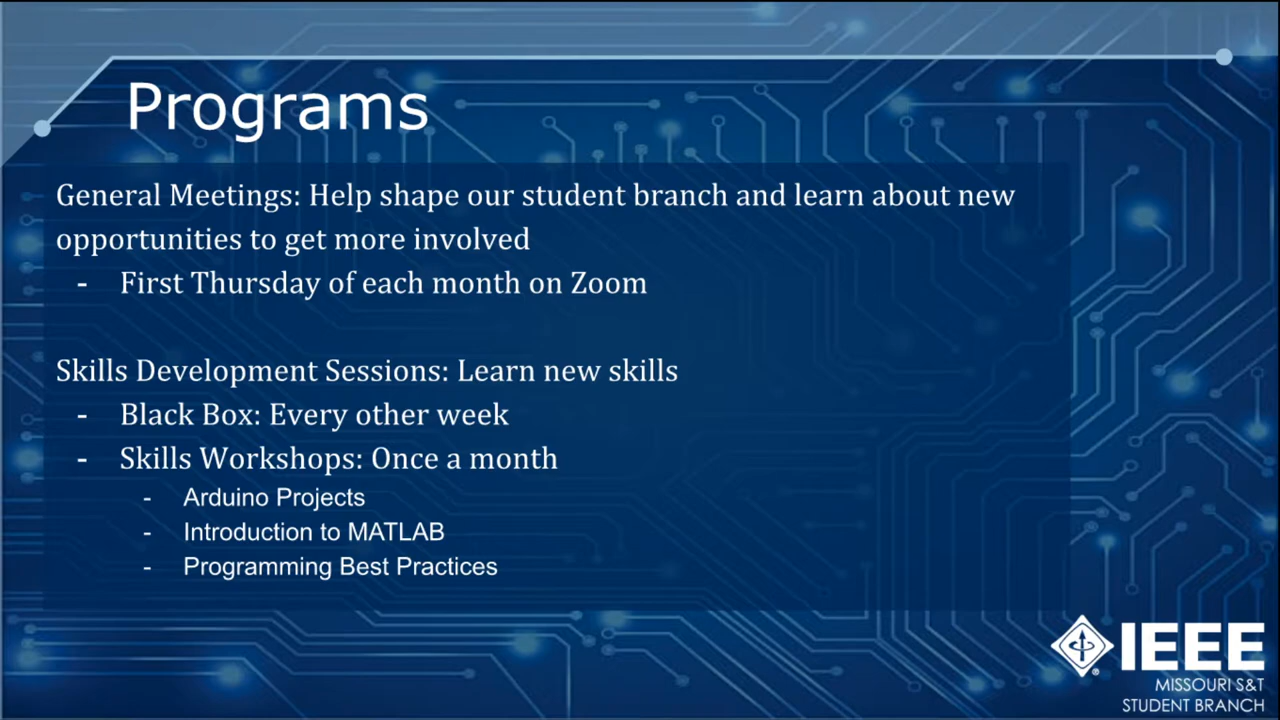 Programs
General Meetings: Help shape our student branch and learn about new
opportunities to get more involved
- First Thursday of each month on Zoom
Skills Development Sessions: Learn new skills
- Black Box: Every other week
- Skills Workshops: Once a month
- Arduino Projects
- Introduction to MATLAB
- Programming Best Practices
IEEE
MISSOURI S&T
STUDENT BRANCH